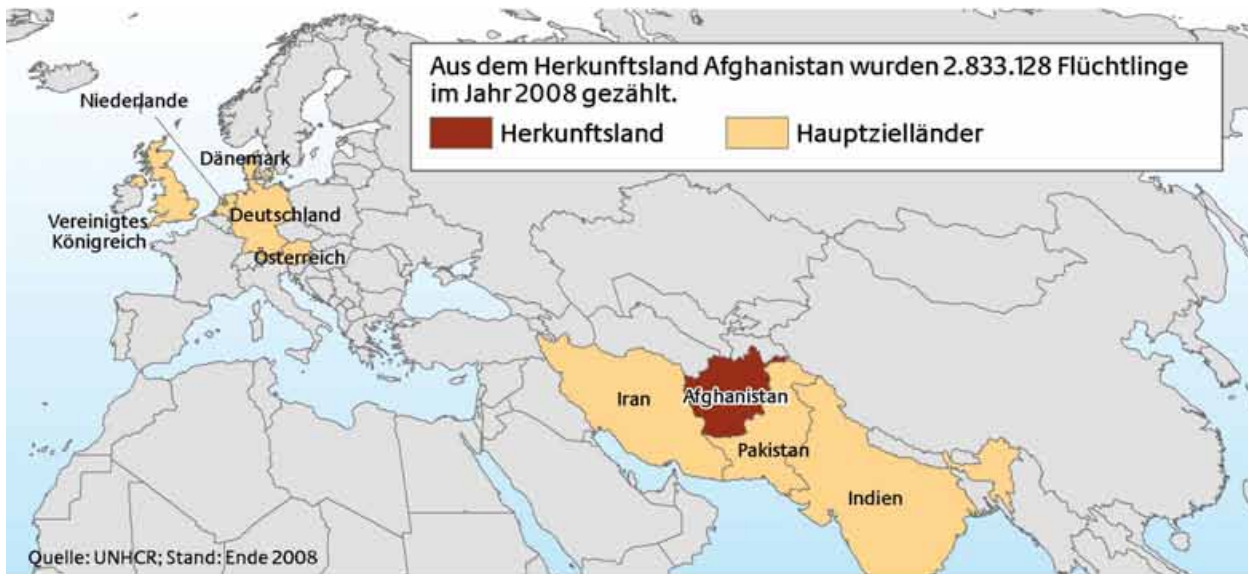 Aus dem Herkunftsland Afghanistan wurden 2.833.128 Flüchtlinge
im Jahr 2008 gezählt.
Herkunftsland
Hauptzielländer
Niederlande
Dänemark
Vereinigtes
Königreich
Deutschland
Österreich
Iran
Afghanistan
Pakistan
Indien
Quelle: UNHCR; Stand: Ende 2008